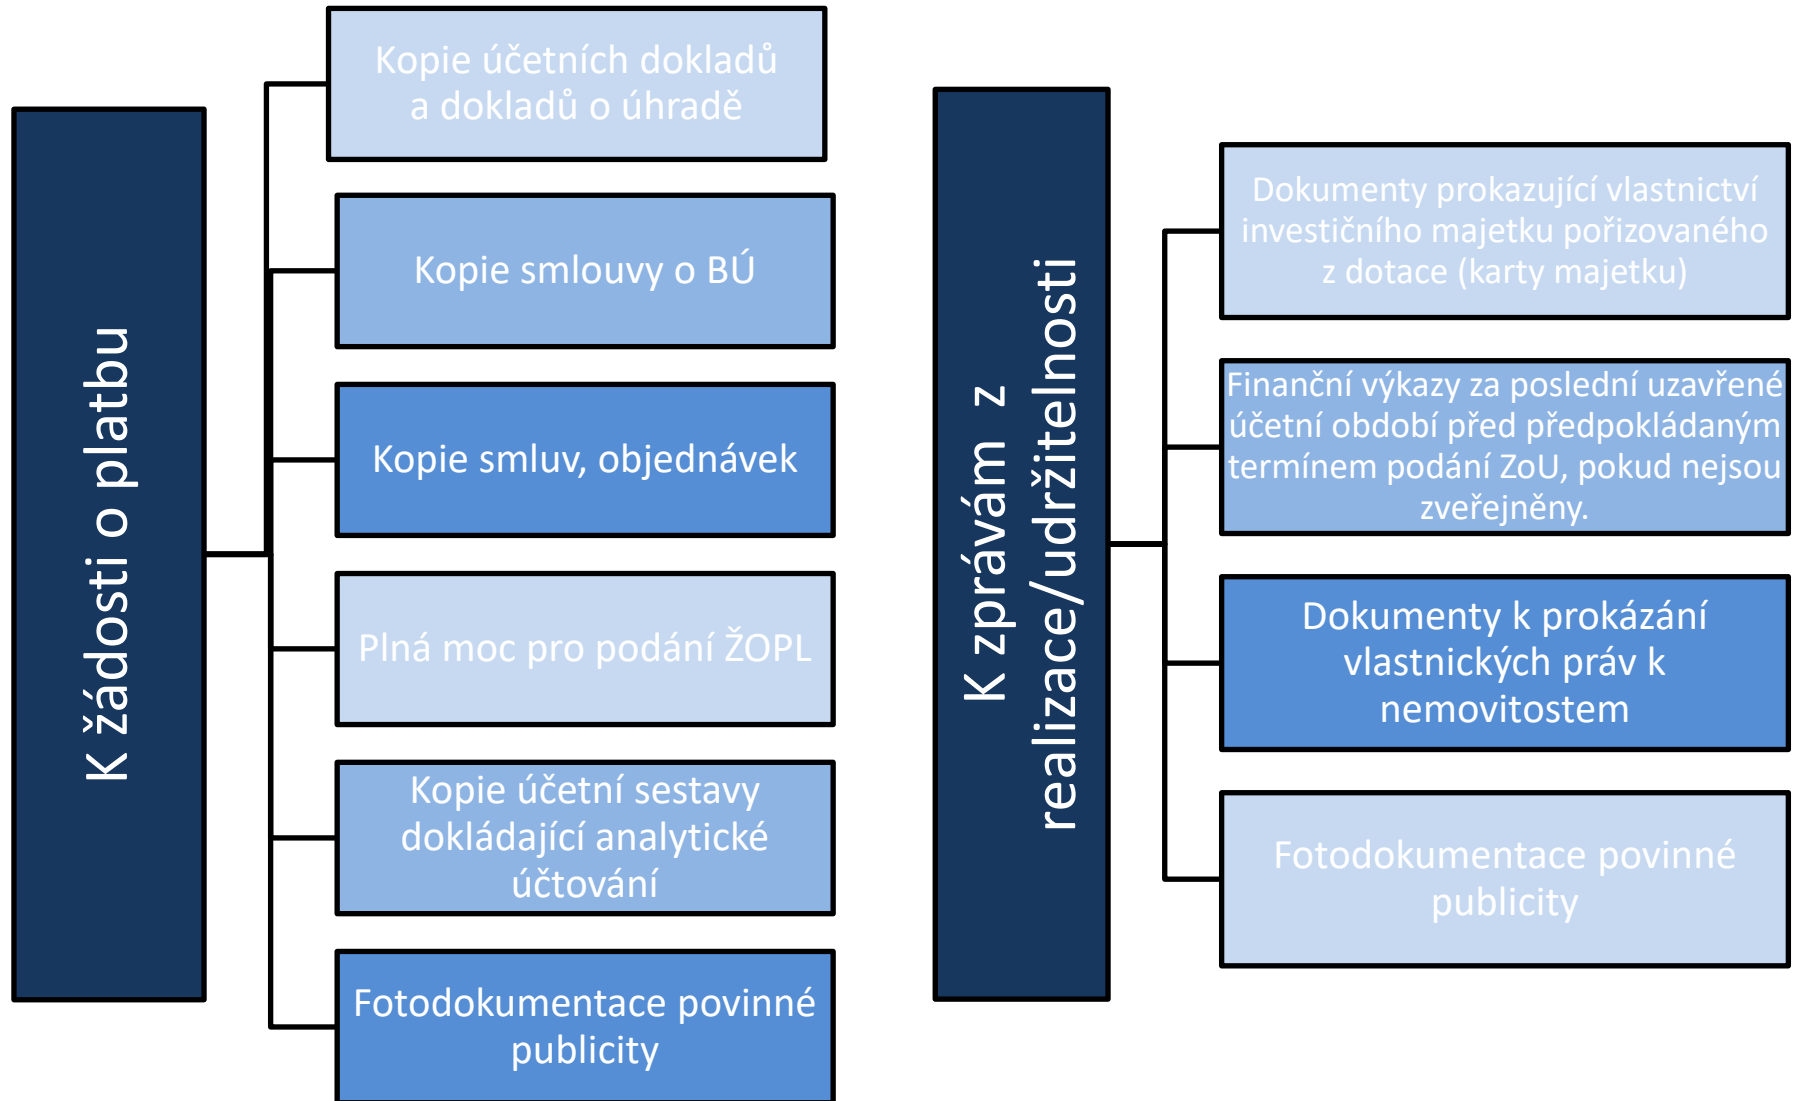 K žádosti o platbu
Kopie účetních dokladů
a dokladů o úhradě
Kopie smlouvy o BÚ
Kopie smluv, objednávek
Plná moc pro podání ŽOPL
Kopie účetní sestavy
dokládající analytické
účtování
Fotodokumentace povinné
publicity
K zprávám z
realizace/udržitelnosti
Dokumenty prokazující vlastnictví
investičního majetku pořizovaného
z dotace (karty majetku)
Finanční výkazy za poslední uzavřené
účetní období před předpokládaným
termínem podání ZoU, pokud nejsou
zveřejněny.
Dokumenty k prokázání
vlastnických práv k
nemovitostem
Fotodokumentace povinné
publicity